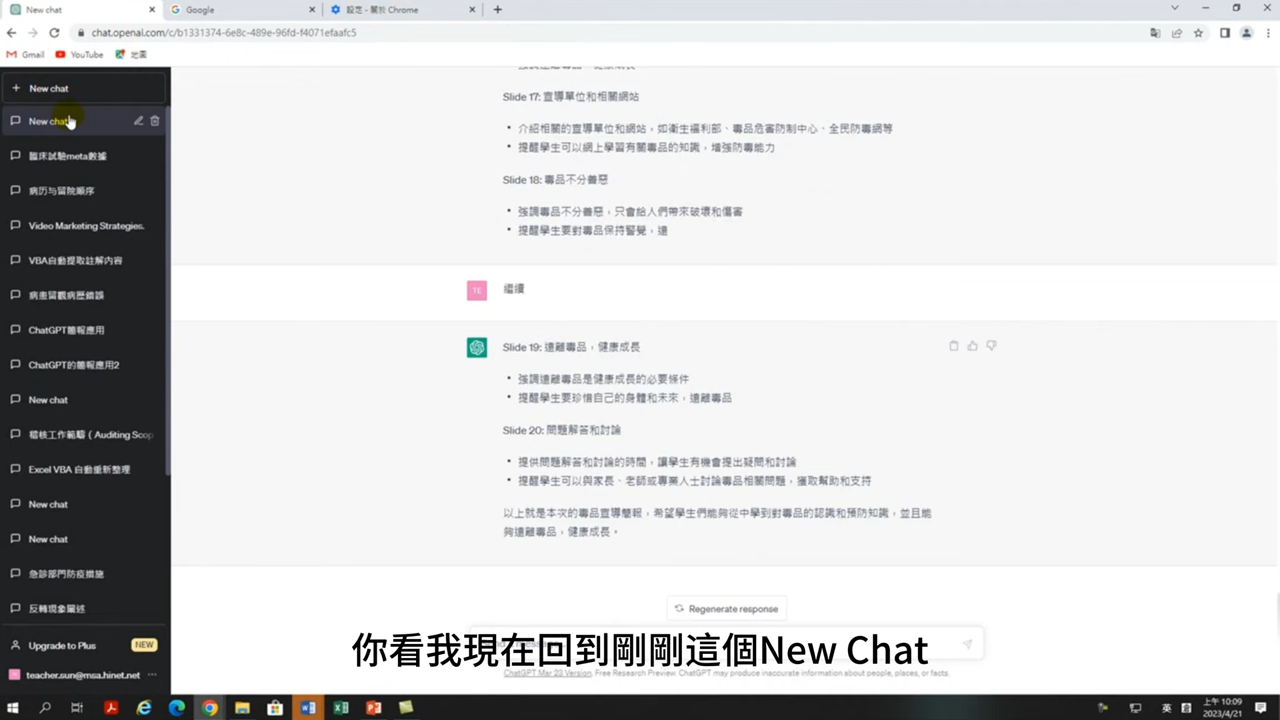 New chat
Google
設定 - 關於 Chrome
chat.openai.com/c/b1331374-6e8c-489e-96fd-f4071efaafc5
Gmail
YouTube
地圖
New chat
New chat
臨床試驗meta數據
病历与留院顺序
Video Marketing Strategies.
VBA自動提取註解內容
病患留觀病歷錯誤
ChatGPT簡報應用
ChatGPT的簡報應用2
New chat
稽核工作範疇 ( Auditing Scop
Excel VBA 自動重新整理
New chat
New chat
急診部門防疫措施
反轉現象闡述
Upgrade to Plus
NEW
teacher.sun@msa.hinet.net
Slide 17: 宣導單位和相關網站
• 介紹相關的宣導單位和網站，如衛生福利部、毒品危害防制中心、全民防毒網等
• 提醒學生可以網上學習有關毒品的知識，增強防毒能力
Slide 18: 毒品不分善惡
• 強調毒品不分善惡，只會給人們帶來破壞和傷害
• 提醒學生要對毒品保持警覺，遠
TE
繼續
Slide 19: 遠離毒品，健康成長
• 強調遠離毒品是健康成長的必要條件
• 提醒學生要珍惜自己的身體和未來，遠離毒品
Slide 20: 問題解答和討論
• 提供問題解答和討論的時間，讓學生有機會提出疑問和討論
• 提醒學生可以與家長、老師或專業人士討論毒品相關問題，獲取幫助和支持
以上就是本次的毒品宣導簡報，希望學生們能夠從中學到對毒品的認識和預防知識，並且能
夠遠離毒品，健康成長。
Regenerate response
你看我現在回到剛剛這個New Chat
ChatGPT Mar 23 Version. Free Research Preview. ChatGPT may produce inaccurate information about people, places, or facts.
英
上午 10:09
2023/4/21